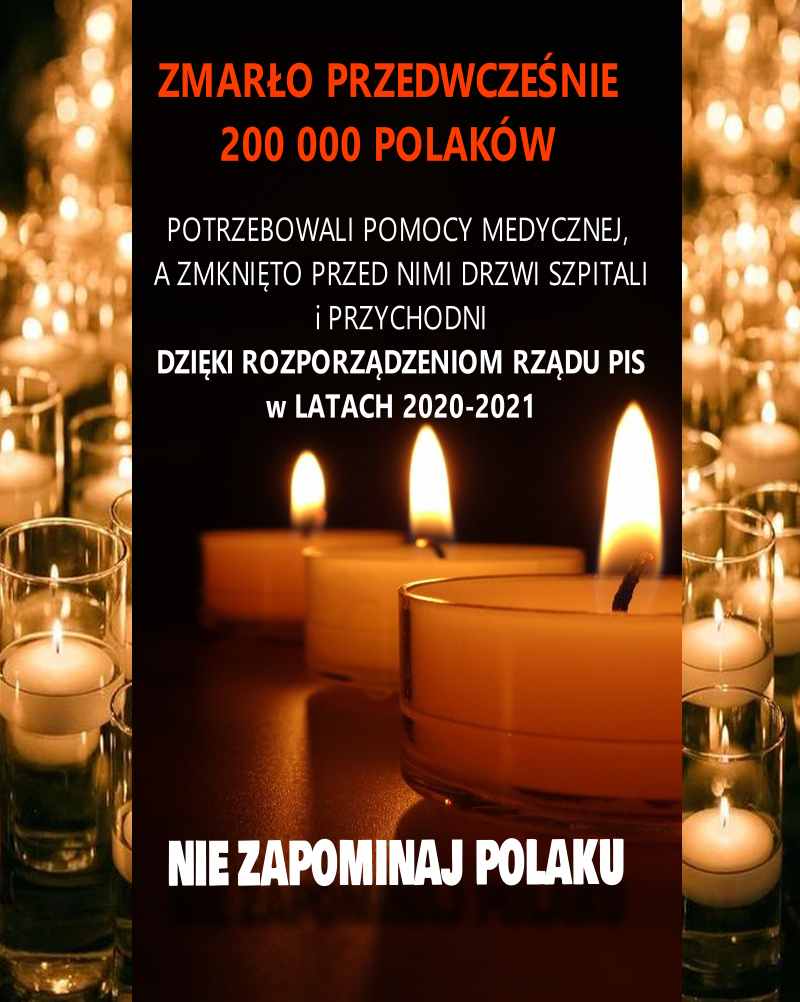 ZMARŁO PRZEDWCZEŚNIE
200 000 POLAKÓW
POTRZEBOWALI POMOCY MEDYCZNEJ,
A ZMKNIĘTO PRZED NIMI DRZWI SZPITALI
i PRZYCHODNI
DZIĘKI ROZPORZĄDZENIOM RZĄDU PIS
w LATACH 2020-2021
NIE ZAPOMINAJ POLAKU